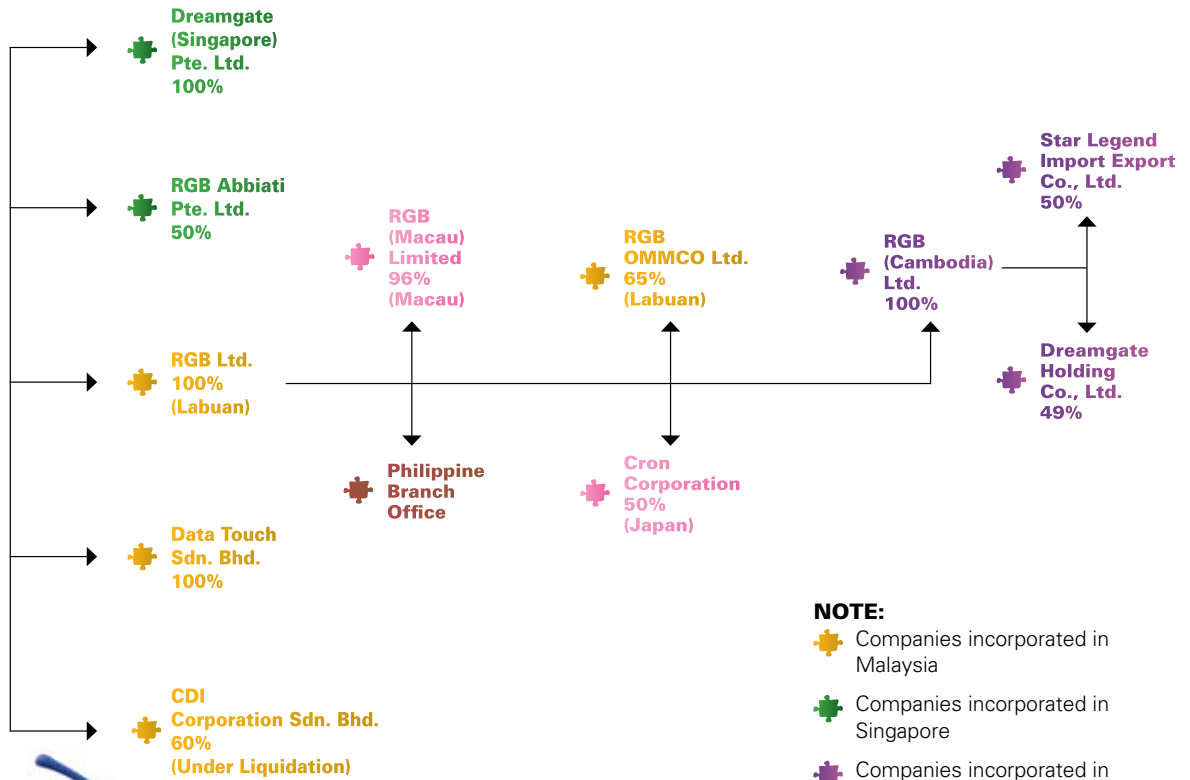 Dreamgate
(Singapore)
Pte. Ltd.
100%
RGB Abbiati
Pte. Ltd.
50%
RGB Ltd.
100%
(Labuan)
Data Touch
Sdn. Bhd.
100%
CDI
Corporation Sdn. Bhd.
60%
(Under Liquidation)
RGB
(Macau)
Limited
96%
(Macau)
Philippine
Branch
Office
RGB
OMMCO Ltd.
65%
(Labuan)
Cron
Corporation
50%
(Japan)
RGB
(Cambodia)
Ltd.
100%
Star Legend
Import Export
Co., Ltd.
50%
Dreamgate
Holding
Co., Ltd.
49%
NOTE:
Companies incorporated in
Malaysia
Companies incorporated in
Singapore
Companies incorporated in